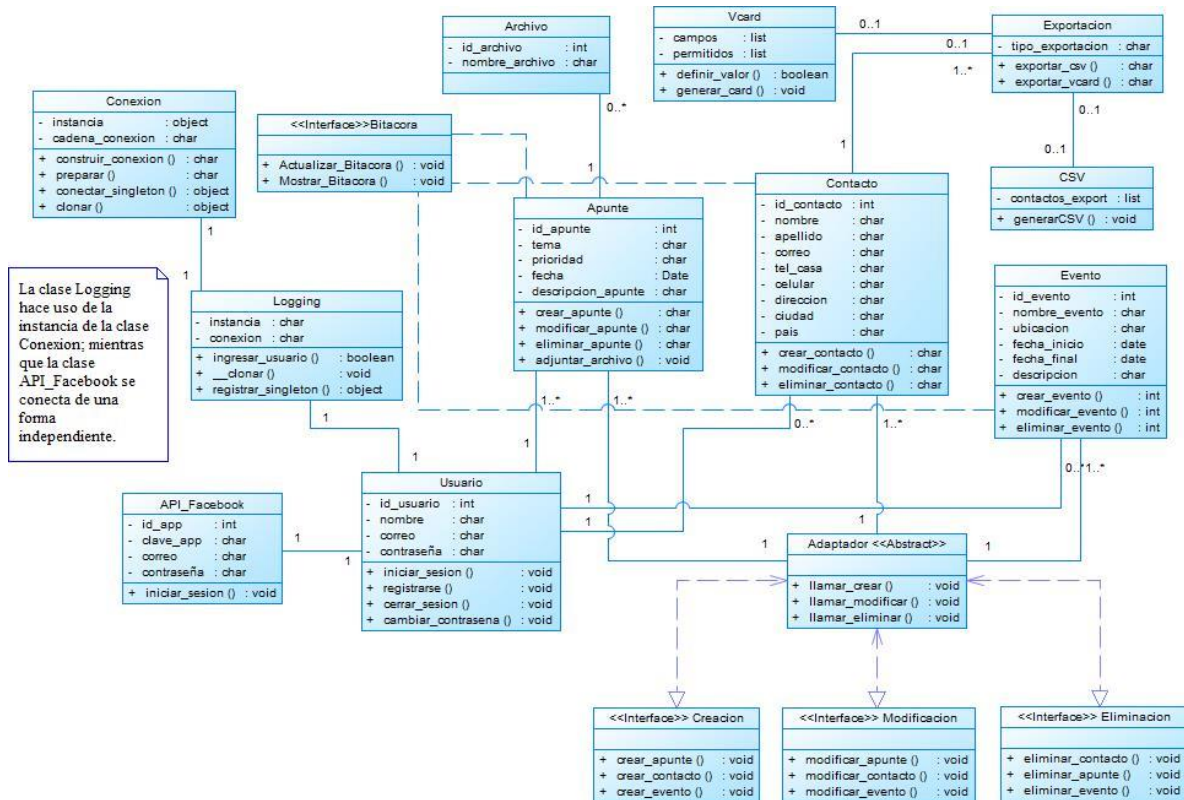 Archivo
- id_archivo : int
- nombre_archivo : char
Vcard
- campos : list
- permitidos : list
+ definir_valor () : boolean
+ generar_card () : void
0..1
0..1
1..*
Exportacion
- tipo_exportacion : char
+ exportar_csv () : char
+ exportar_vcard () : char
Conexion
- instancia : object
- cadena_conexion : char
+ construir_conexion () : char
+ preparar () : char
+ conectar_singleton () : object
+ clonar () : object
<<Interface>>Bitacora
+ Actualizar_Bitacora () : void
+ Mostrar_Bitacora () : void
0..*
1
1
0..1
0..1
CSV
- contactos_export : list
+ generarCSV () : void
Apunte
- id_apunte : int
- tema : char
- prioridad : char
- fecha : Date
- descripcion_apunte : char
+ crear_apunte () : char
+ modificar_apunte () : char
+ eliminar_apunte () : char
+ adjuntar_archivo () : void
Contacto
- id_contacto : int
- nombre : char
- apellido : char
- correo : char
- tel_casa : char
- celular : char
- direccion : char
- ciudad : char
- pais : char
+ crear_contacto () : char
+ modificar_contacto () : char
+ eliminar_contacto () : char
Evento
- id_evento : int
- nombre_evento : char
- ubicacion : char
- fecha_inicio : date
- fecha_final : date
- descripcion : char
+ crear_evento () : int
+ modificar_evento () : int
+ eliminar_evento () : int
La clase Logging
hace uso de la
instancia de la clase
Conexion; mientras
que la clase
API_Facebook se
conecta de una
forma
independiente.
1
1
Logging
- instancia : char
- conexion : char
+ ingresar_usuario () : boolean
+ __clonar () : void
+ registrar_singleton () : object
1
1
1..*
1
1..*
0..*
1..*
0..*
1..*
API_Facebook
- id_app : int
- clave_app : char
- correo : char
- contraseña : char
+ iniciar_sesion () : void
1
1
Usuario
- id_usuario : int
- nombre : char
- correo : char
- contraseña : char
+ iniciar_sesion () : void
+ registrarse () : void
+ cerrar_sesion () : void
+ cambiar_contrasena () : void
1
1
1
1
1
Adaptador <<Abstract>>
+ llamar_crear () : void
+ llamar_modificar () : void
+ llamar_eliminar () : void
<<Interface>> Creacion
+ crear_apunte () : void
+ crear_contacto () : void
+ crear_evento () : void
<<Interface>> Modificacion
+ modificar_apunte () : void
+ modificar_contacto () : void
+ modificar_evento () : void
<<Interface>> Eliminacion
+ eliminar_contacto () : void
+ eliminar_apunte () : void
+ eliminar_evento () : void